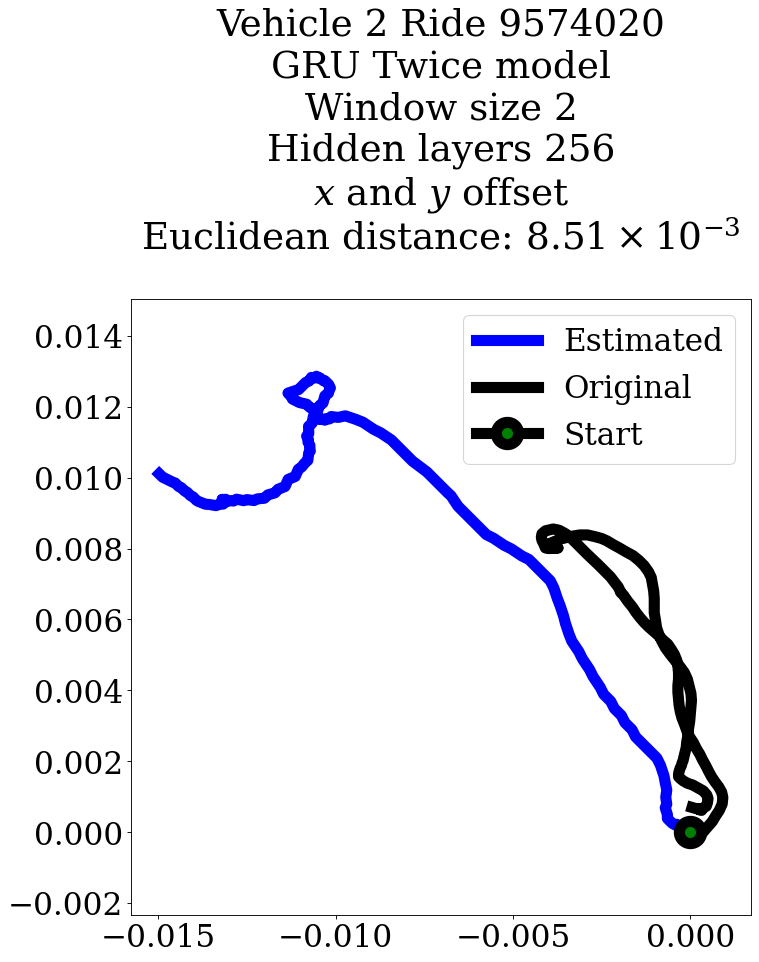 Vehicle 2 Ride 9574020
GRU Twice model
Window size 2
Hidden layers 256
x and y offset
Euclidean distance: 8.51 × 10⁻³
Estimated
Original
Start
0.014
0.012
0.010
0.008
0.006
0.004
0.002
0.000
−0.002
−0.015 −0.010 −0.005 0.000